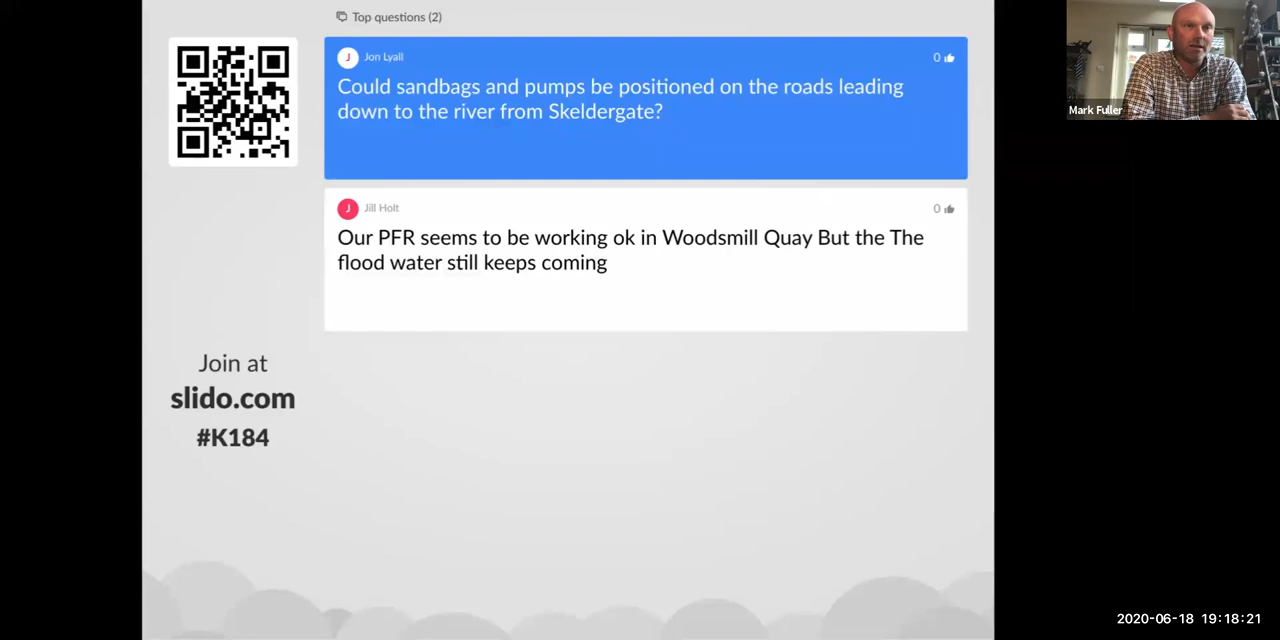 Top questions (2)
J Jon Lyall 0
Could sandbags and pumps be positioned on the roads leading
down to the river from Skeldergate?
J Jill Holt 0
Our PFR seems to be working ok in Woodsmill Quay But the The
flood water still keeps coming
Join at
slido.com
#K184
Mark Fuller
2020-06-18 19:18:21